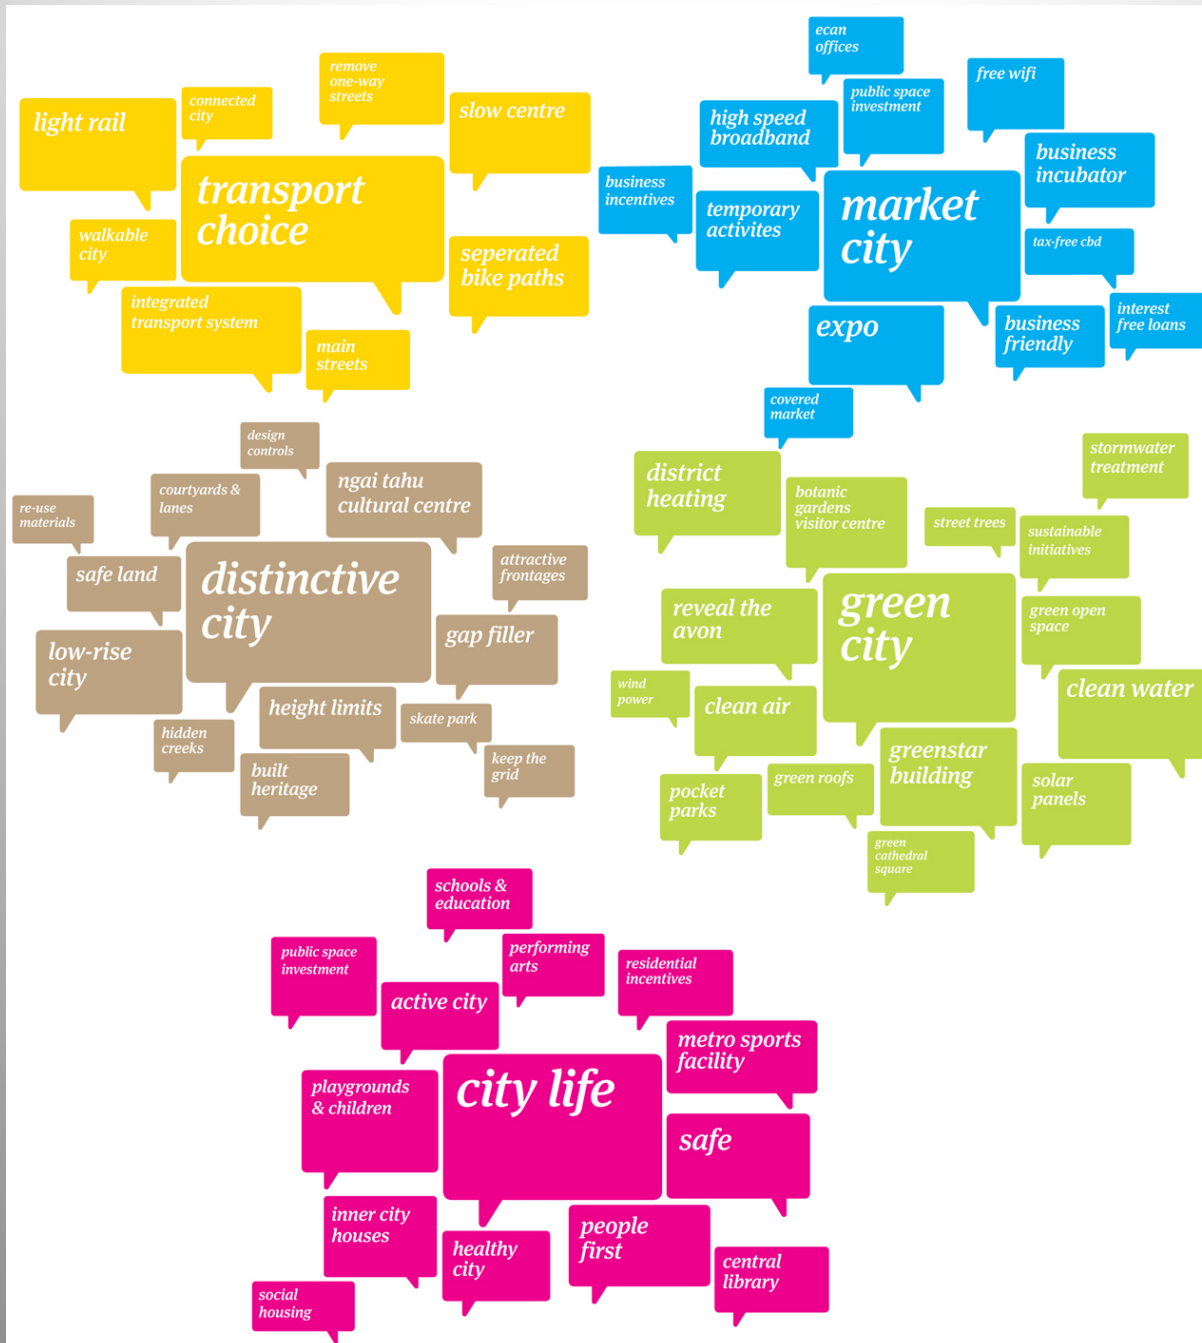 light rail
connected
city
remove
one-way
streets
slow centre
transport
choice
walkable
city
seperated
bike paths
integrated
transport system
main
streets
ecan
offices
free wifi
public space
investment
high speed
broadband
business
incubator
business
incentives
temporary
activites
market
city
tax-free cbd
interest
free loans
expo
business
friendly
covered
market
design
controls
ngai tahu
cultural centre
courtyards &
lanes
re-use
materials
safe land
distinctive
city
attractive
frontages
gap filler
low-rise
city
height limits
skate park
hidden
creeks
built
heritage
keep the
grid
stormwater
treatment
district
heating
botanic
gardens
visitor centre
street trees
sustainable
initiatives
green
city
reveal the
avon
green open
space
wind
power
clean air
clean water
greenstar
building
pocket
parks
green roofs
solar
panels
green
cathedral
square
schools &
education
public space
investment
performing
arts
residential
incentives
active city
metro sports
facility
city life
playgrounds
& children
safe
inner city
houses
healthy
city
people
first
central
library
social
housing